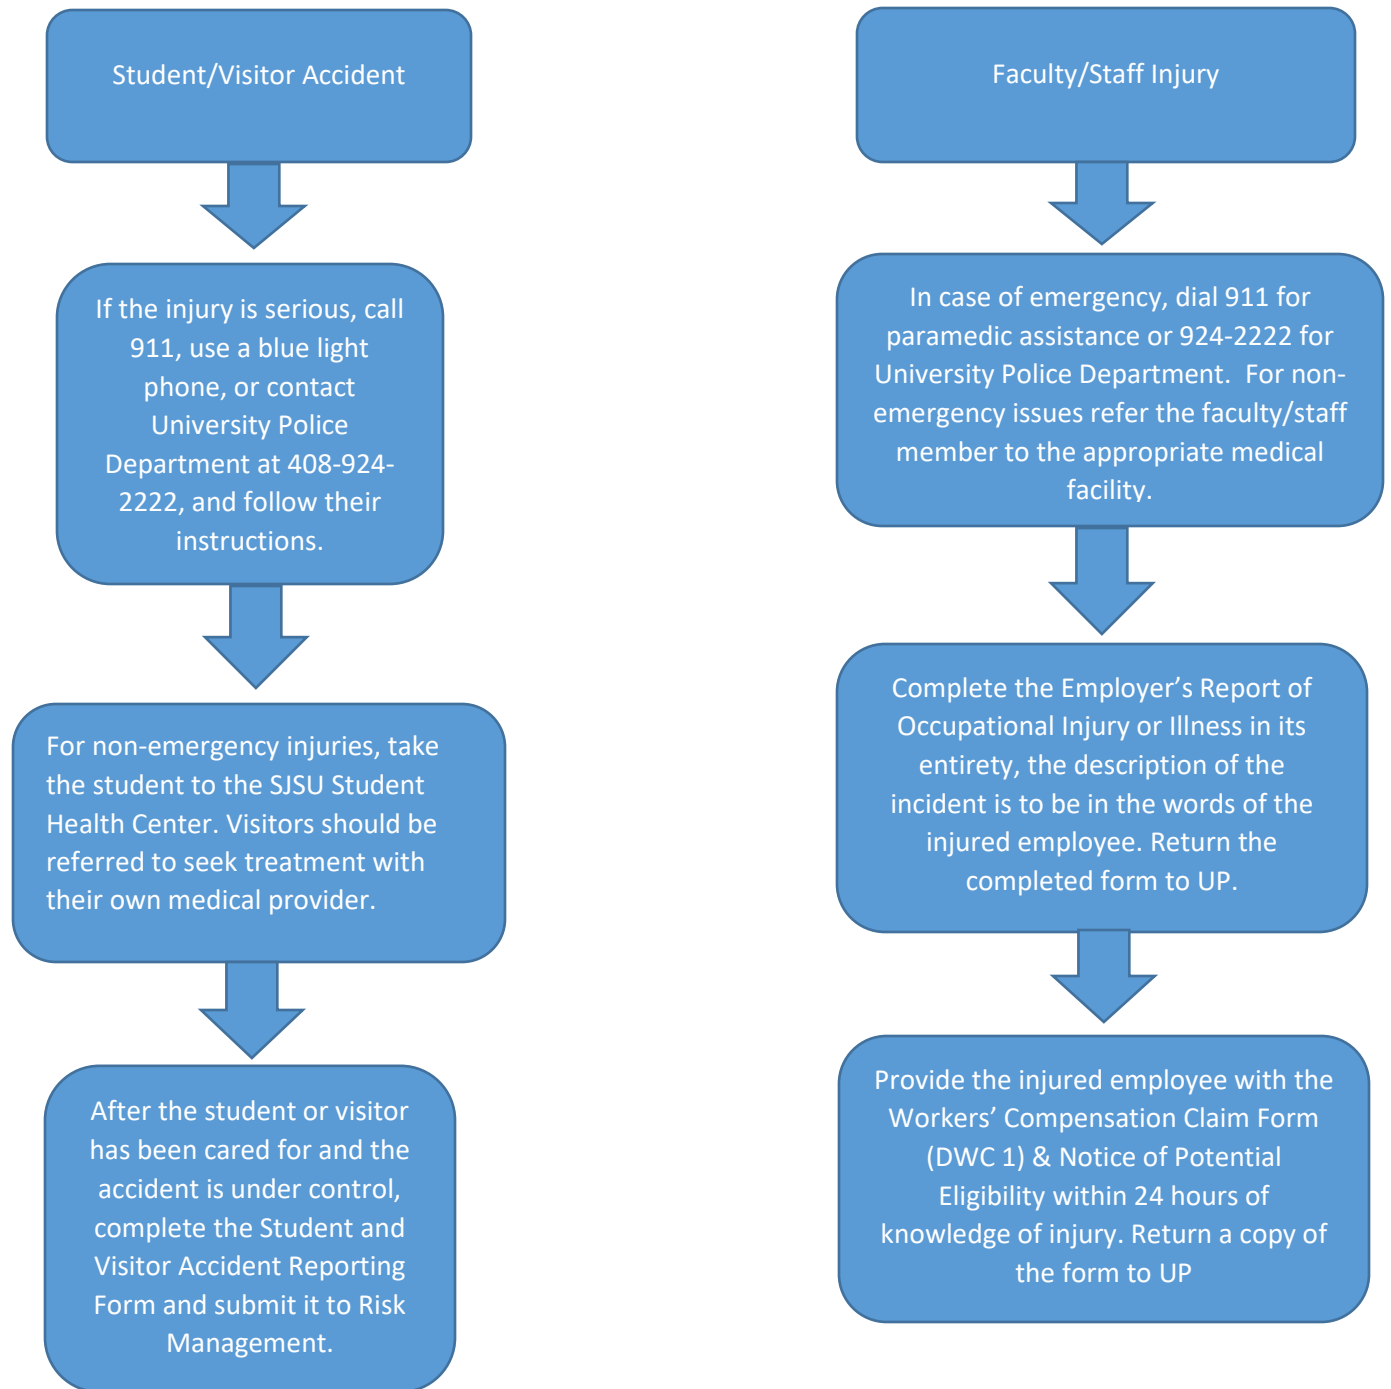 Student/Visitor Accident
If the injury is serious, call
911, use a blue light
phone, or contact
University Police
Department at 408-924-
2222, and follow their
instructions.
For non-emergency injuries, take
the student to the SJSU Student
Health Center. Visitors should be
referred to seek treatment with
their own medical provider.
After the student or visitor
has been cared for and the
accident is under control,
complete the Student and
Visitor Accident Reporting
Form and submit it to Risk
Management.
Faculty/Staff Injury
In case of emergency, dial 911 for
paramedic assistance or 924-2222 for
University Police Department.  For non-
emergency issues refer the faculty/staff
member to the appropriate medical
facility.
Complete the Employer’s Report of
Occupational Injury or Illness in its
entirety, the description of the
incident is to be in the words of the
injured employee. Return the
completed form to UP.
Provide the injured employee with the
Workers’ Compensation Claim Form
(DWC 1) & Notice of Potential
Eligibility within 24 hours of
knowledge of injury. Return a copy of
the form to UP